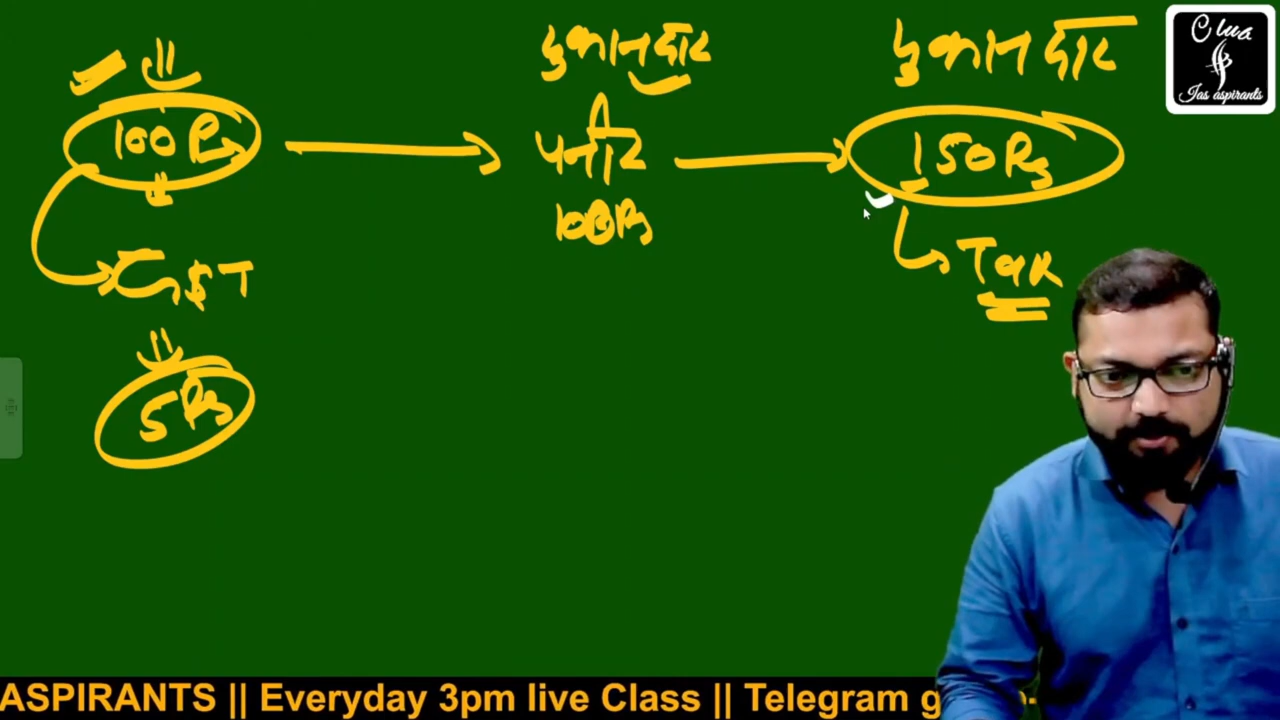 100 Rs
GST
5 Rs
दुकानदार
पनीर
100 Rs
दुकानदार
150 Rs
Tax
Clua
Ias aspirants
ASPIRANTS || Everyday 3pm live Class || Telegram g